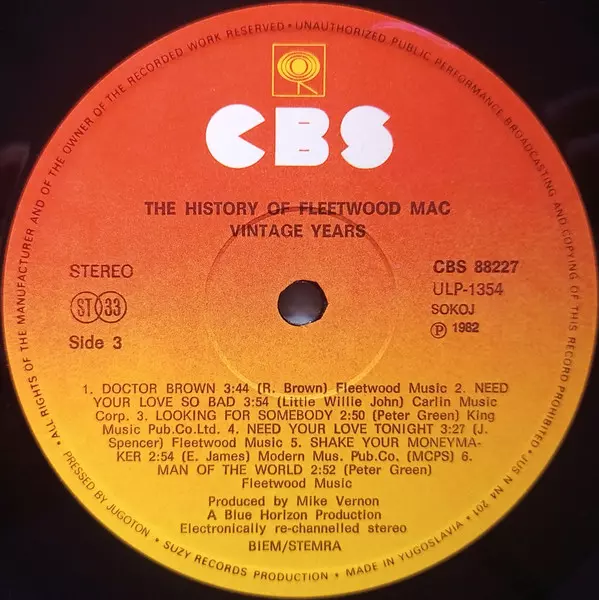 • ALL RIGHTS OF THE MANUFACTURER AND OF THE OWNER OF THE RECORDED WORK RESERVED • UNAUTHORIZED PUBLIC PERFORMANCE, BROADCASTING AND COPYING OF THIS RECORD PROHIBITED • JUS N N4 201
CBS
THE HISTORY OF FLEETWOOD MAC
VINTAGE YEARS
STEREO
ST 33
Side 3
CBS 88227
ULP-1354
SOKOJ
Ⓟ 1982
1. DOCTOR BROWN 3:44 (R. Brown) Fleetwood Music 2. NEED
YOUR LOVE SO BAD 3:54 (Little Willie John) Carlin Music
Corp. 3. LOOKING FOR SOMEBODY 2:50 (Peter Green) King
Music Pub.Co.Ltd. 4. NEED YOUR LOVE TONIGHT 3:27 (J.
Spencer) Fleetwood Music 5. SHAKE YOUR MONEYMA-
KER 2:54 (E. James) Modern Mus. Pub.Co. (MCPS) 6.
MAN OF THE WORLD 2:52 (Peter Green)
Fleetwood Music
Produced by Mike Vernon
A Blue Horizon Production
Electronically re-channelled stereo
BIEM/STEMRA
PRESSED BY JUGOTON • SUZY RECORDS PRODUCTION • MADE IN YUGOSLAVIA •